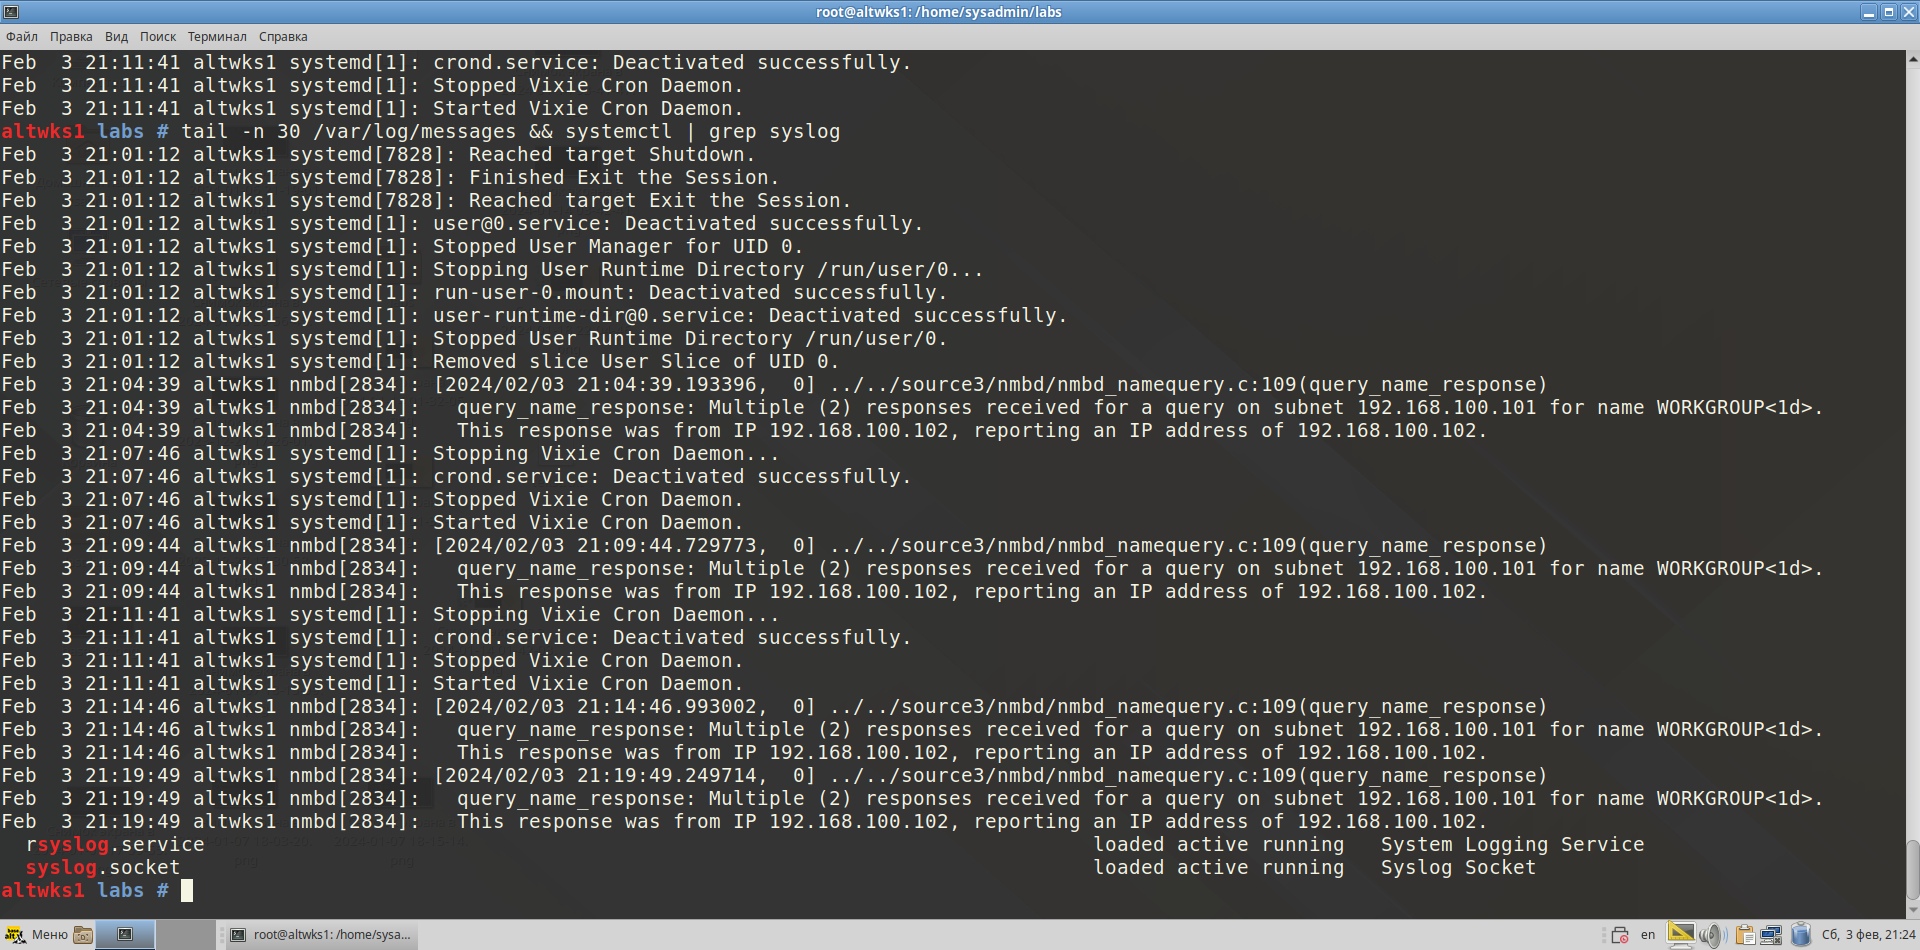 root@altwks1: /home/sysadmin/labs
Файл Правка Вид Поиск Терминал Справка
Feb  3 21:11:41 altwks1 systemd[1]: crond.service: Deactivated successfully.
Feb  3 21:11:41 altwks1 systemd[1]: Stopped Vixie Cron Daemon.
Feb  3 21:11:41 altwks1 systemd[1]: Started Vixie Cron Daemon.
altwks1 labs # tail -n 30 /var/log/messages && systemctl | grep syslog
Feb  3 21:01:12 altwks1 systemd[7828]: Reached target Shutdown.
Feb  3 21:01:12 altwks1 systemd[7828]: Finished Exit the Session.
Feb  3 21:01:12 altwks1 systemd[7828]: Reached target Exit the Session.
Feb  3 21:01:12 altwks1 systemd[1]: user@0.service: Deactivated successfully.
Feb  3 21:01:12 altwks1 systemd[1]: Stopped User Manager for UID 0.
Feb  3 21:01:12 altwks1 systemd[1]: Stopping User Runtime Directory /run/user/0...
Feb  3 21:01:12 altwks1 systemd[1]: run-user-0.mount: Deactivated successfully.
Feb  3 21:01:12 altwks1 systemd[1]: user-runtime-dir@0.service: Deactivated successfully.
Feb  3 21:01:12 altwks1 systemd[1]: Stopped User Runtime Directory /run/user/0.
Feb  3 21:01:12 altwks1 systemd[1]: Removed slice User Slice of UID 0.
Feb  3 21:04:39 altwks1 nmbd[2834]: [2024/02/03 21:04:39.193396,  0] ../../source3/nmbd/nmbd_namequery.c:109(query_name_response)
Feb  3 21:04:39 altwks1 nmbd[2834]:   query_name_response: Multiple (2) responses received for a query on subnet 192.168.100.101 for name WORKGROUP<1d>.
Feb  3 21:04:39 altwks1 nmbd[2834]:   This response was from IP 192.168.100.102, reporting an IP address of 192.168.100.102.
Feb  3 21:07:46 altwks1 systemd[1]: Stopping Vixie Cron Daemon...
Feb  3 21:07:46 altwks1 systemd[1]: crond.service: Deactivated successfully.
Feb  3 21:07:46 altwks1 systemd[1]: Stopped Vixie Cron Daemon.
Feb  3 21:07:46 altwks1 systemd[1]: Started Vixie Cron Daemon.
Feb  3 21:09:44 altwks1 nmbd[2834]: [2024/02/03 21:09:44.729773,  0] ../../source3/nmbd/nmbd_namequery.c:109(query_name_response)
Feb  3 21:09:44 altwks1 nmbd[2834]:   query_name_response: Multiple (2) responses received for a query on subnet 192.168.100.101 for name WORKGROUP<1d>.
Feb  3 21:09:44 altwks1 nmbd[2834]:   This response was from IP 192.168.100.102, reporting an IP address of 192.168.100.102.
Feb  3 21:11:41 altwks1 systemd[1]: Stopping Vixie Cron Daemon...
Feb  3 21:11:41 altwks1 systemd[1]: crond.service: Deactivated successfully.
Feb  3 21:11:41 altwks1 systemd[1]: Stopped Vixie Cron Daemon.
Feb  3 21:11:41 altwks1 systemd[1]: Started Vixie Cron Daemon.
Feb  3 21:14:46 altwks1 nmbd[2834]: [2024/02/03 21:14:46.993002,  0] ../../source3/nmbd/nmbd_namequery.c:109(query_name_response)
Feb  3 21:14:46 altwks1 nmbd[2834]:   query_name_response: Multiple (2) responses received for a query on subnet 192.168.100.101 for name WORKGROUP<1d>.
Feb  3 21:14:46 altwks1 nmbd[2834]:   This response was from IP 192.168.100.102, reporting an IP address of 192.168.100.102.
Feb  3 21:19:49 altwks1 nmbd[2834]: [2024/02/03 21:19:49.249714,  0] ../../source3/nmbd/nmbd_namequery.c:109(query_name_response)
Feb  3 21:19:49 altwks1 nmbd[2834]:   query_name_response: Multiple (2) responses received for a query on subnet 192.168.100.101 for name WORKGROUP<1d>.
Feb  3 21:19:49 altwks1 nmbd[2834]:   This response was from IP 192.168.100.102, reporting an IP address of 192.168.100.102.
rsyslog.service loaded active running System Logging Service
syslog.socket loaded active running Syslog Socket
altwks1 labs #
Меню root@altwks1: /home/sysa... en Сб, 3 фев, 21:24